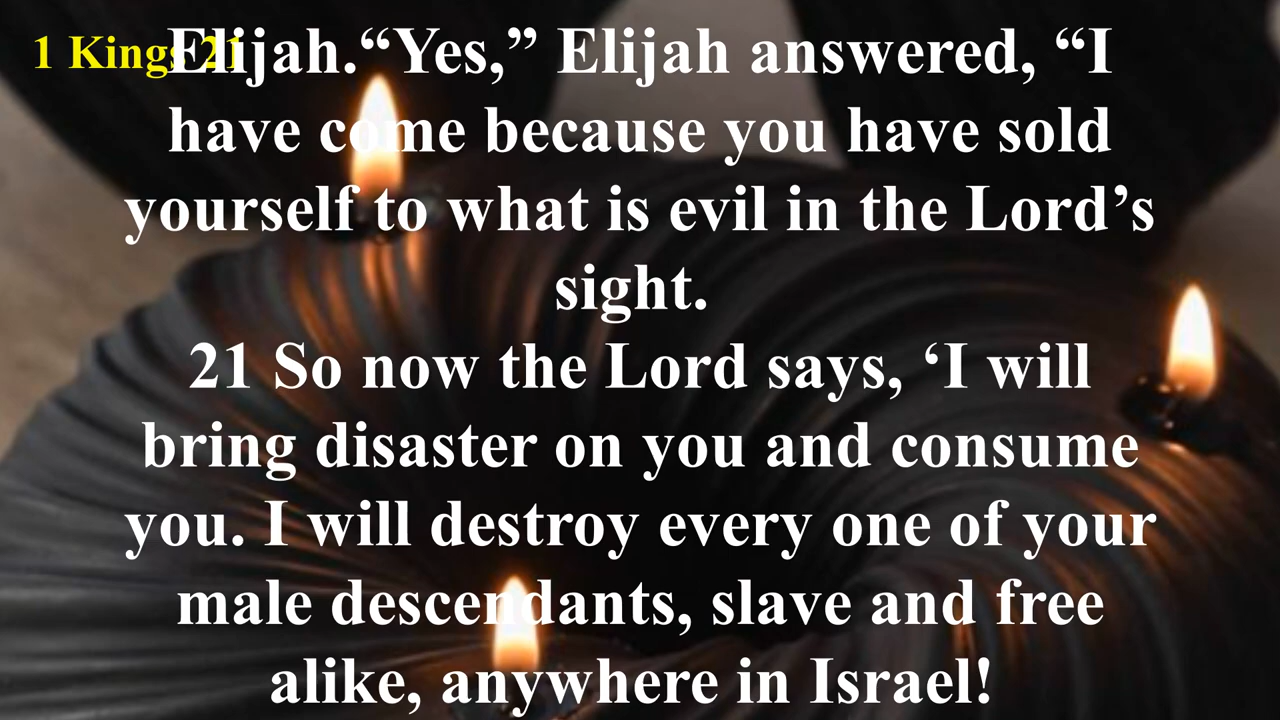 1 Kings 21
Elijah.“Yes,” Elijah answered, “I
have come because you have sold
yourself to what is evil in the Lord’s
sight.
21 So now the Lord says, ‘I will
bring disaster on you and consume
you. I will destroy every one of your
male descendants, slave and free
alike, anywhere in Israel!